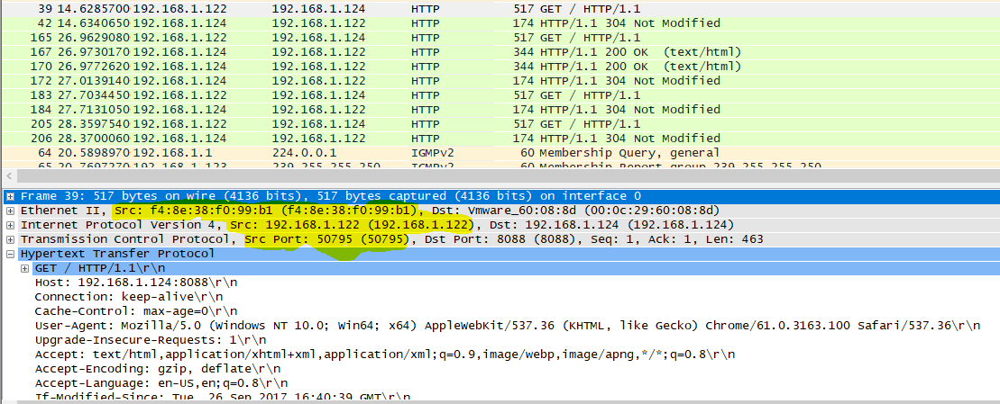 39 14.6285700 192.168.1.122 192.168.1.124 HTTP 517 GET / HTTP/1.1
42 14.6340650 192.168.1.124 192.168.1.122 HTTP 174 HTTP/1.1 304 Not Modified
165 26.9629080 192.168.1.122 192.168.1.124 HTTP 517 GET / HTTP/1.1
167 26.9730170 192.168.1.124 192.168.1.122 HTTP 344 HTTP/1.1 200 OK (text/html)
170 26.9772620 192.168.1.124 192.168.1.122 HTTP 344 HTTP/1.1 200 OK (text/html)
172 27.0139140 192.168.1.124 192.168.1.122 HTTP 174 HTTP/1.1 304 Not Modified
183 27.7034450 192.168.1.122 192.168.1.124 HTTP 517 GET / HTTP/1.1
184 27.7131050 192.168.1.124 192.168.1.122 HTTP 174 HTTP/1.1 304 Not Modified
205 28.3597540 192.168.1.122 192.168.1.124 HTTP 517 GET / HTTP/1.1
206 28.3700060 192.168.1.124 192.168.1.122 HTTP 174 HTTP/1.1 304 Not Modified
64 20.5898970 192.168.1.1 224.0.0.1 IGMPv2 60 Membership Query, general
65 20.7697270 192.168.1.123 239.255.255.250 IGMPv2 60 Membership Report group 239.255.255.250
Frame 39: 517 bytes on wire (4136 bits), 517 bytes captured (4136 bits) on interface 0
Ethernet II, Src: f4:8e:38:f0:99:b1 (f4:8e:38:f0:99:b1), Dst: Vmware_60:08:8d (00:0c:29:60:08:8d)
Internet Protocol Version 4, Src: 192.168.1.122 (192.168.1.122), Dst: 192.168.1.124 (192.168.1.124)
Transmission Control Protocol, Src Port: 50795 (50795), Dst Port: 8088 (8088), Seq: 1, Ack: 1, Len: 463
Hypertext Transfer Protocol
GET / HTTP/1.1\r\n
Host: 192.168.1.124:8088\r\n
Connection: keep-alive\r\n
Cache-Control: max-age=0\r\n
User-Agent: Mozilla/5.0 (Windows NT 10.0; Win64; x64) AppleWebKit/537.36 (KHTML, like Gecko) Chrome/61.0.3163.100 Safari/537.36\r\n
Upgrade-Insecure-Requests: 1\r\n
Accept: text/html,application/xhtml+xml,application/xml;q=0.9,image/webp,image/apng,*/*;q=0.8\r\n
Accept-Encoding: gzip, deflate\r\n
Accept-Language: en-US,en;q=0.8\r\n
If-Modified-Since: Tue, 26 Sep 2017 16:40:39 GMT\r\n